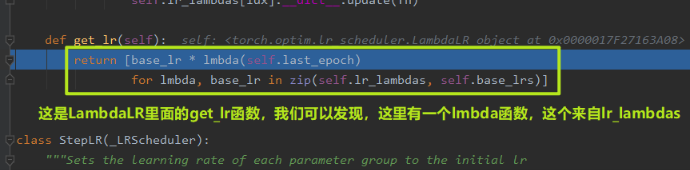 self.lr_lambdas[idx].__dict__.update(fn)
def get_lr(self):   self: <torch.optim.lr_scheduler.LambdaLR object at 0x0000017F27163A08>
return [base_lr * lmbda(self.last_epoch)
for lmbda, base_lr in zip(self.lr_lambdas, self.base_lrs)]
这是LambdaLR里面的get_lr函数，我们可以发现，这里有一个lmbda函数，这个来自lr_lambdas
class StepLR(_LRScheduler):
"""Sets the learning rate of each parameter group to the initial lr